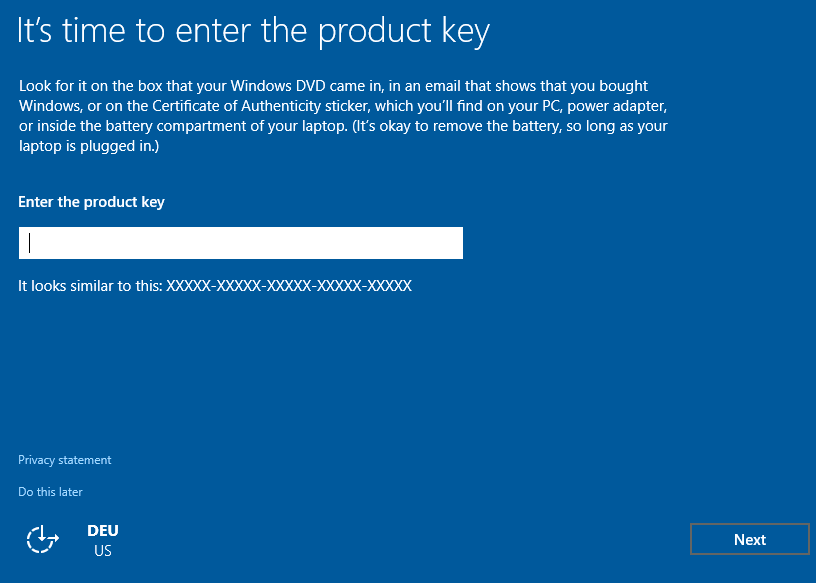 It's time to enter the product key
Look for it on the box that your Windows DVD came in, in an email that shows that you bought
Windows, or on the Certificate of Authenticity sticker, which you'll find on your PC, power adapter,
or inside the battery compartment of your laptop. (It's okay to remove the battery, so long as your
laptop is plugged in.)
Enter the product key
It looks similar to this: XXXXX-XXXXX-XXXXX-XXXXX-XXXXX
Privacy statement
Do this later
DEU
US
Next